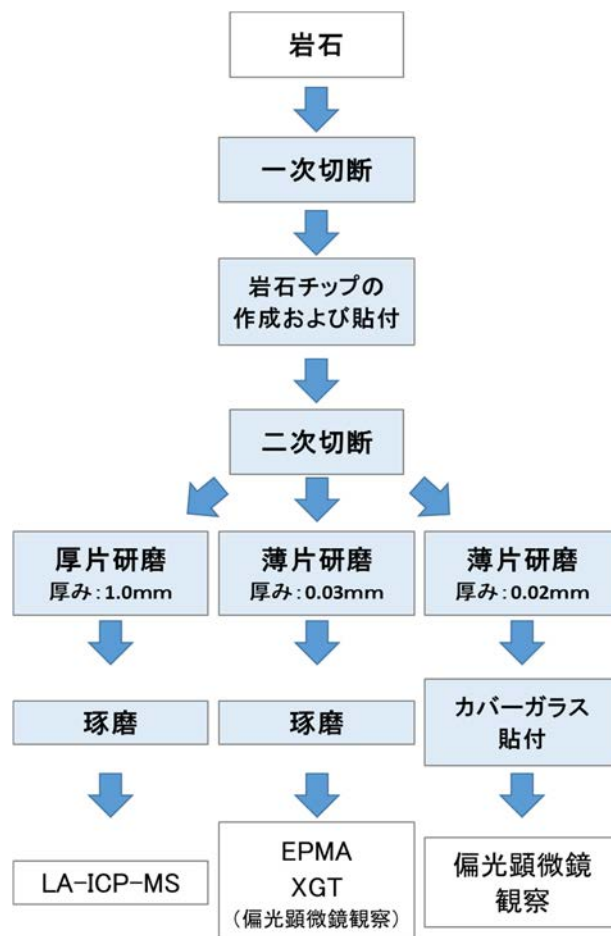 岩石
一次切断
岩石チップの
作成および貼付
二次切断
厚片研磨
厚み：1.0mm
薄片研磨
厚み：0.03mm
薄片研磨
厚み：0.02mm
琢磨
琢磨
カバーガラス
貼付
LA-ICP-MS
EPMA
XGT
（偏光顕微鏡観察）
偏光顕微鏡
観察